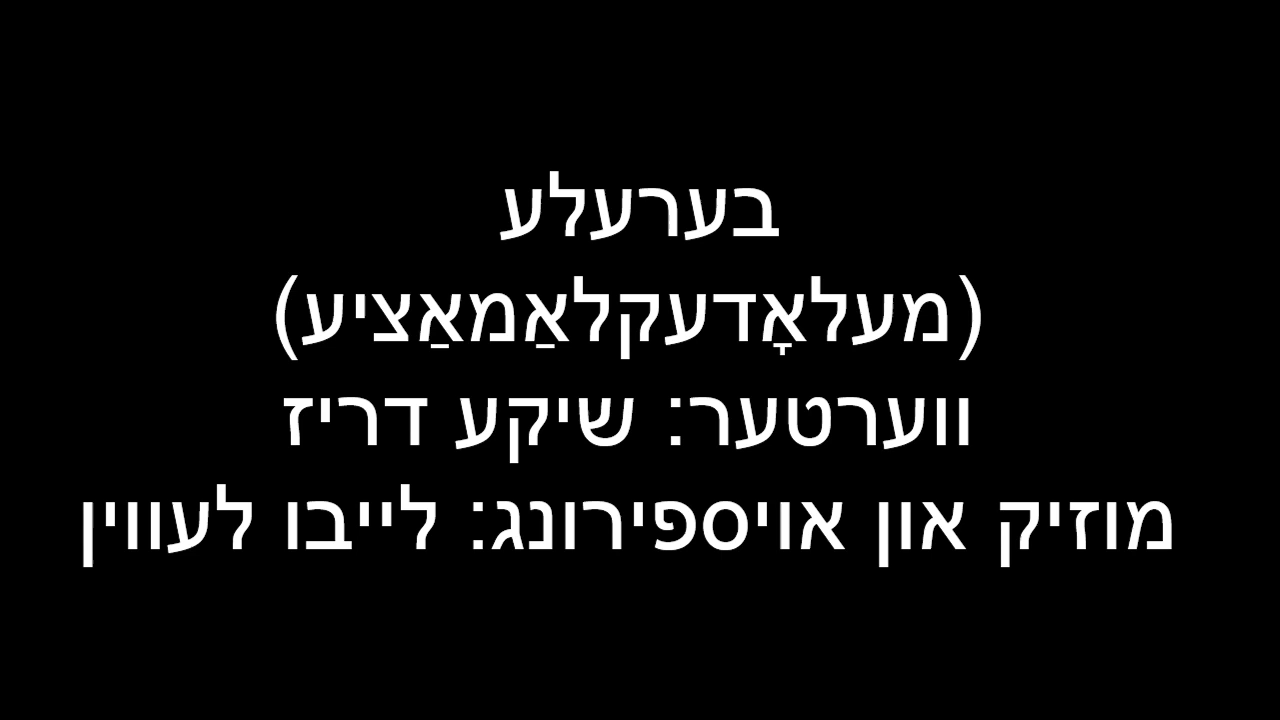 בערעלע
(מעלאָדעקלאַמאַציע)
ווערטער: שיקע דריז
מוזיק און אויספירונג: לייבו לעווין